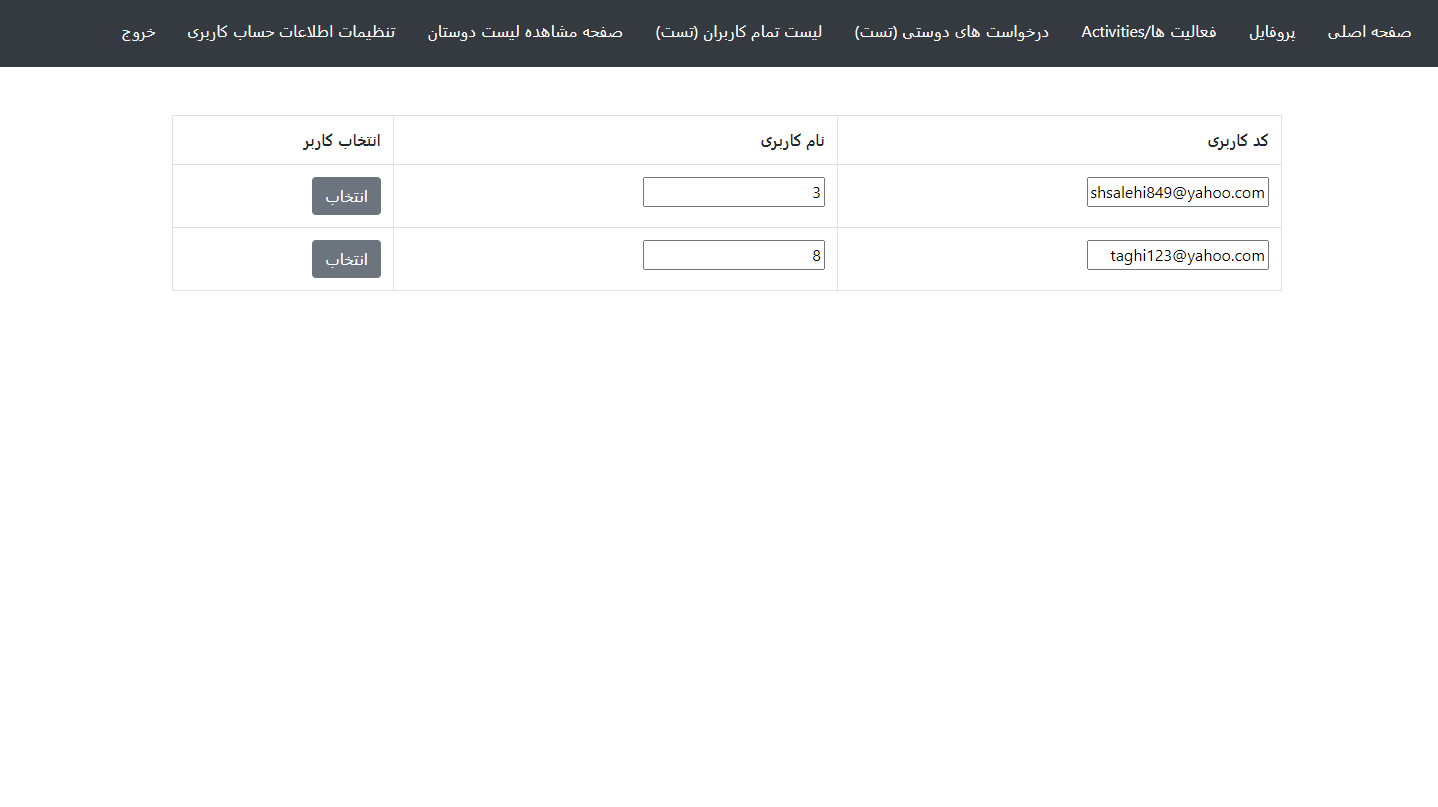 صفحه اصلی پروفایل فعالیت ها/Activities درخواست های دوستی (تست) لیست تمام کاربران (تست) صفحه مشاهده لیست دوستان تنظیمات اطلاعات حساب کاربری خروج
کد کاربری نام کاربری انتخاب کاربر
shsalehi849@yahoo.com 3 انتخاب
taghi123@yahoo.com 8 انتخاب